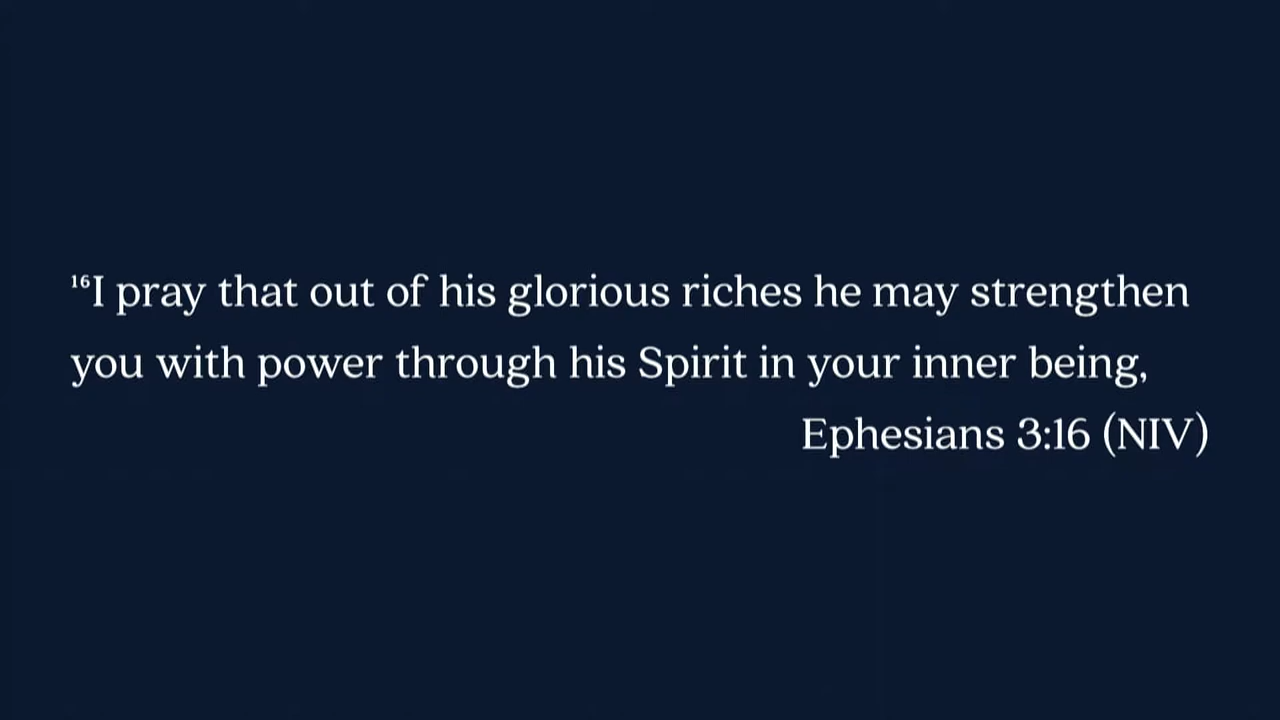 ¹⁶I pray that out of his glorious riches he may strengthen
you with power through his Spirit in your inner being,
Ephesians 3:16 (NIV)